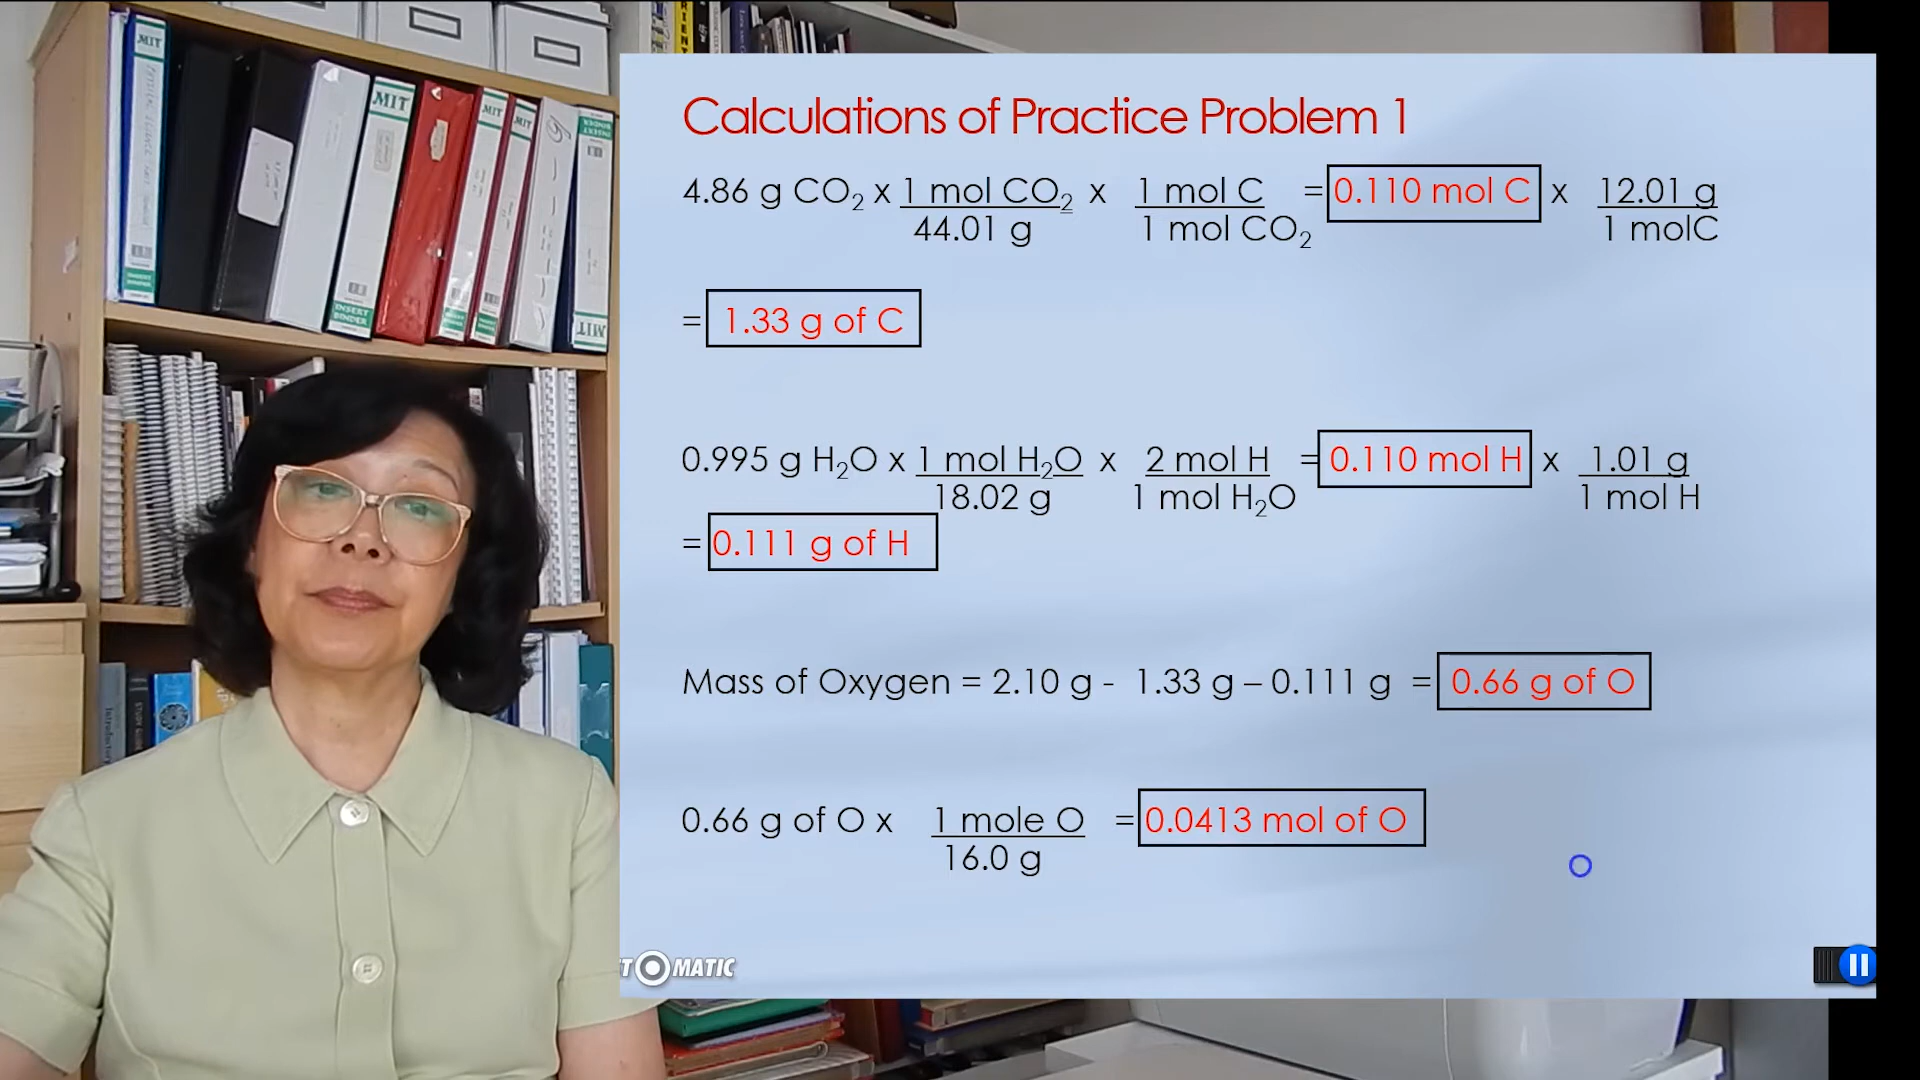 MIT
MIT
MIT
MIT
INSERT
BINDER
MIT
Calculations of Practice Problem 1
4.86 g CO₂ x 1 mol CO₂ x 1 mol C = 0.110 mol C x 12.01 g
44.01 g 1 mol CO₂ 1 molC
= 1.33 g of C
0.995 g H₂O x 1 mol H₂O x 2 mol H = 0.110 mol H x 1.01 g
18.02 g 1 mol H₂O 1 mol H
= 0.111 g of H
Mass of Oxygen = 2.10 g - 1.33 g – 0.111 g = 0.66 g of O
0.66 g of O x 1 mole O = 0.0413 mol of O
16.0 g
T MATIC